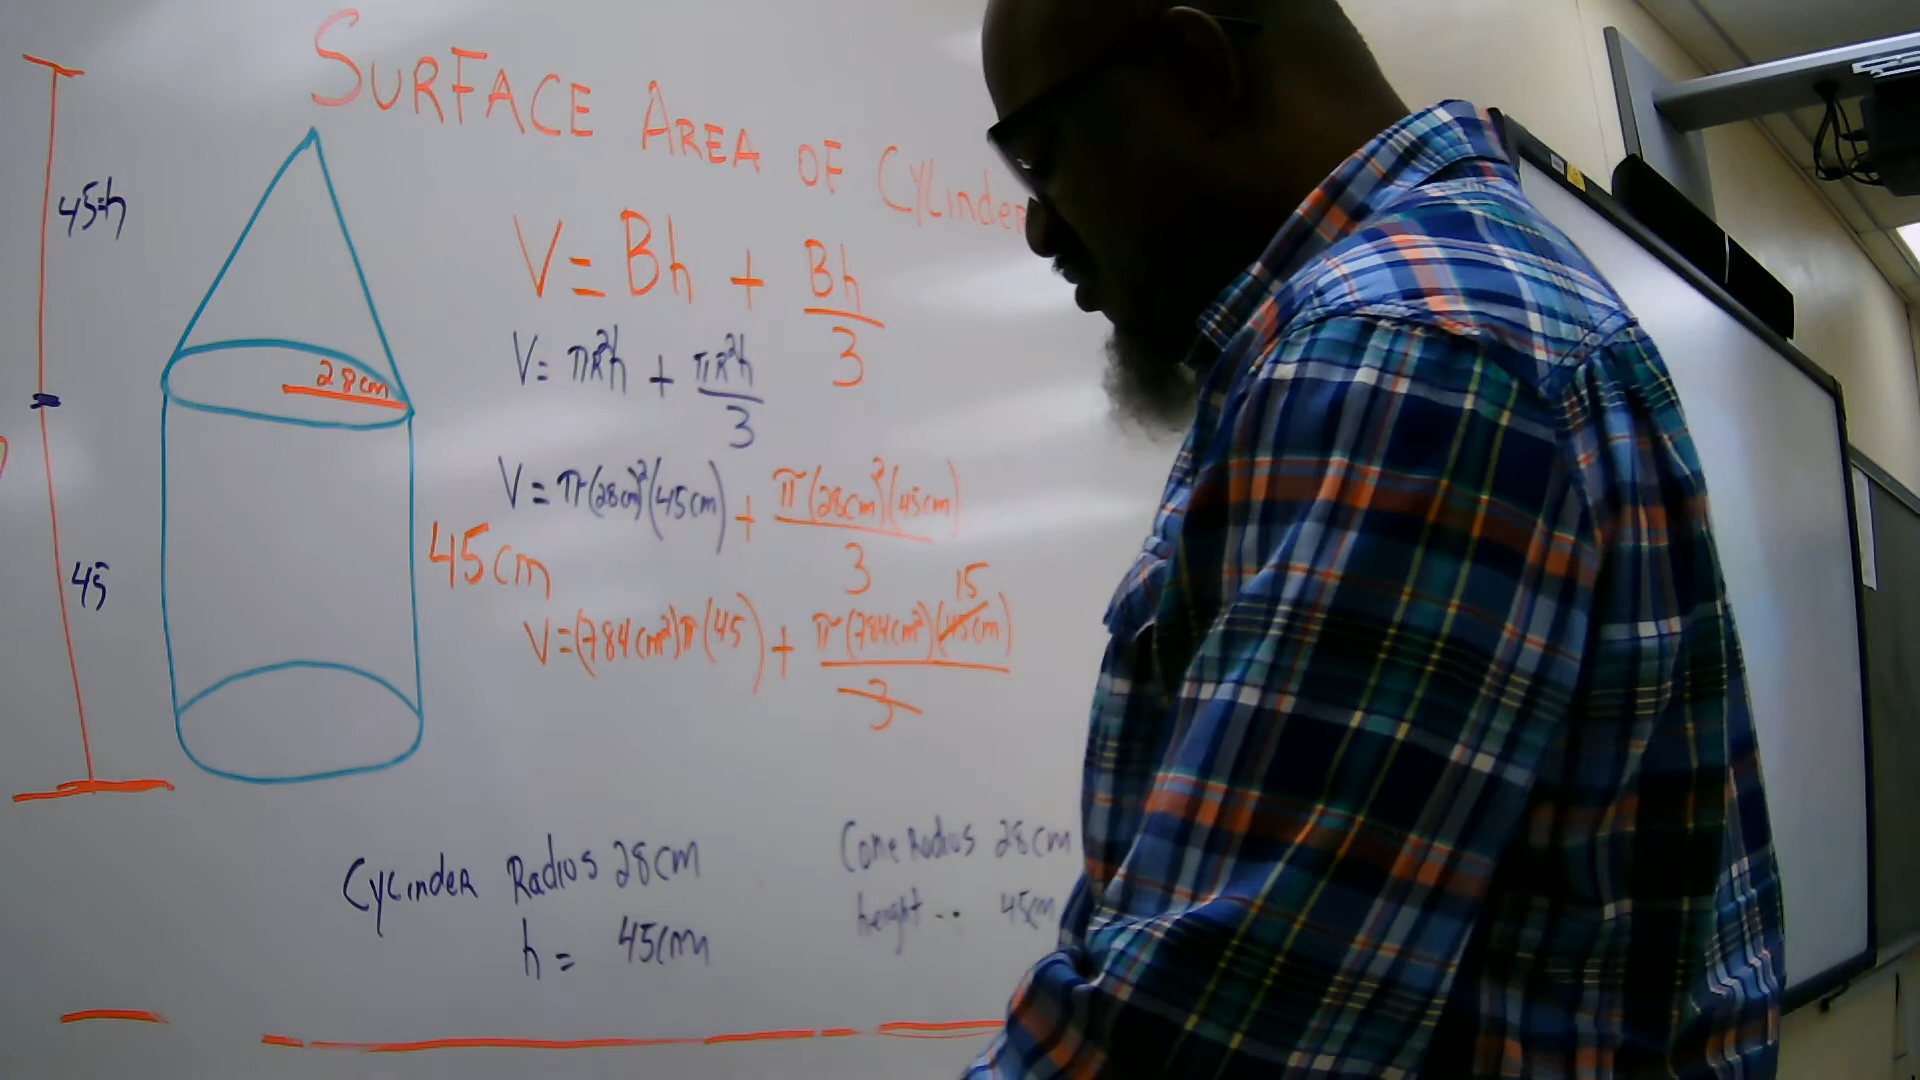 SURFACE AREA OF Cylinder
45=h
V = Bh + Bh/3
V= πR²h + πR²h/3
28cm
V = π(28cm)²(45cm) + π(28cm)²(45cm)/3
45cm
45
15
V=(784cm²)π(45) + π(784cm²)(45cm)/3
Cylinder Radius 28cm
h = 45cm
Cone Radius 28cm
height .. 45cm